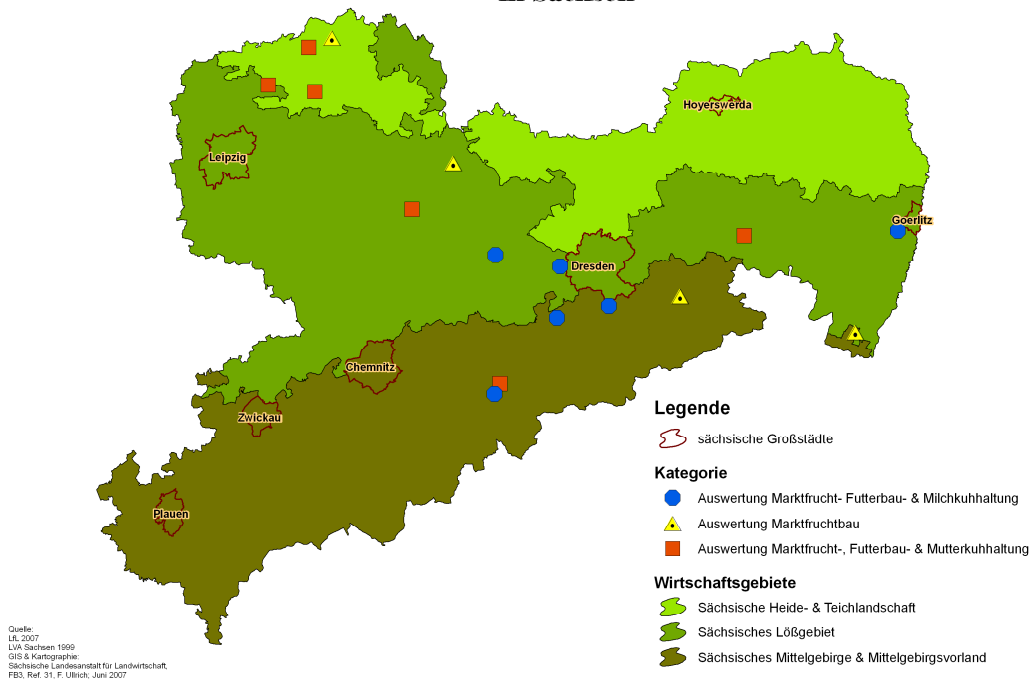 in Sachsen
Hoyerswerda
Leipzig
Goerlitz
Dresden
Chemnitz
Zwickau
Plauen
Legende
sächsische Großstädte
Kategorie
Auswertung Marktfrucht- Futterbau- & Milchkuhhaltung
Auswertung Marktfruchtbau
Auswertung Marktfrucht-, Futterbau- & Mutterkuhhaltung
Wirtschaftsgebiete
Sächsische Heide- & Teichlandschaft
Sächsisches Lößgebiet
Sächsisches Mittelgebirge & Mittelgebirgsvorland
Quelle:
LfL 2007
LVA Sachsen 1999
GIS & Kartographie:
Sächsische Landesanstalt für Landwirtschaft,
FB3, Ref. 31, F. Ullrich; Juni 2007